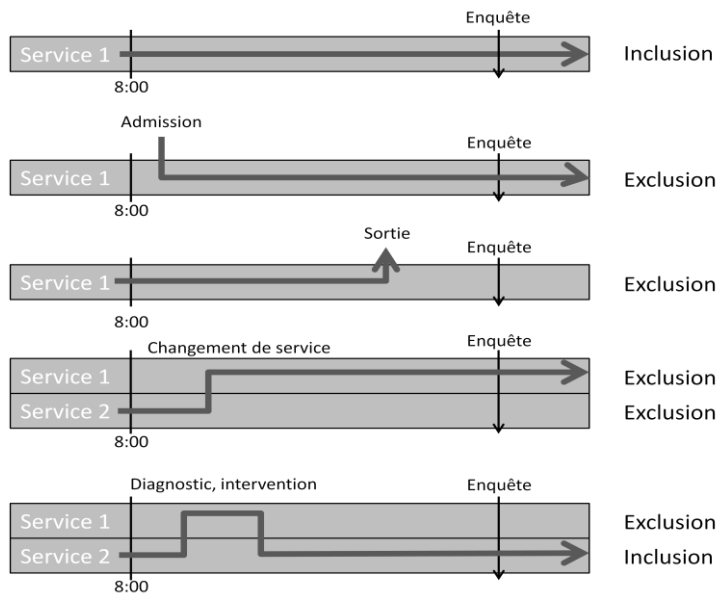 Enquête
Service 1 Inclusion
8:00
Admission
Enquête
Service 1 Exclusion
8:00
Sortie
Enquête
Service 1 Exclusion
8:00
Changement de service Enquête
Service 1 Exclusion
Service 2 Exclusion
8:00
Diagnostic, intervention Enquête
Service 1 Exclusion
Service 2 Inclusion
8:00